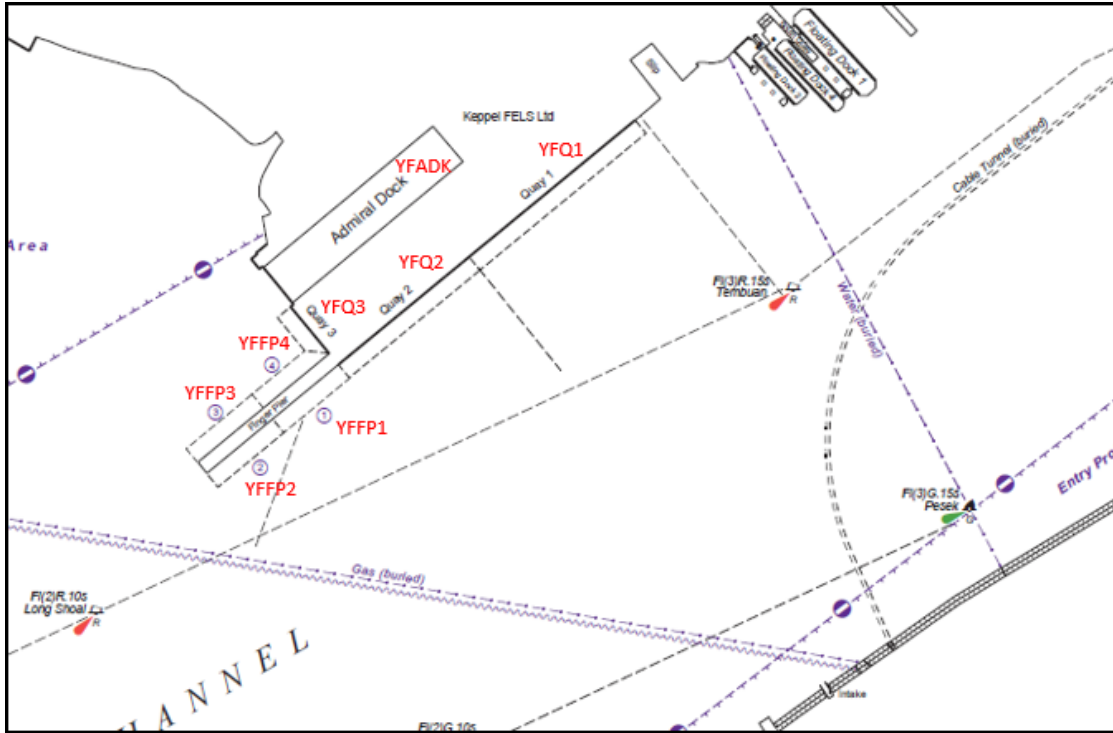 Floating Dock 1
Floating Dock 4
Floating Dock 2
Slip
Keppel FELS Ltd
YFQ1
Quay 1
YFADK
Admiral Dock
Cable Tunnel (buried)
Area
YFQ2
Quay 2
YFQ3
Quay 3
Fl(3)R.15s
Tembuan
R
Water (buried)
YFFP4
4
YFFP3
3
Finger Pier
1
YFFP1
2
YFFP2
Fl(3)G.15s
Pesek
G
Entry Pro
Gas (buried)
Fl(2)R.10s
Long Shoal
R
HANNEL
Intake
Fl(2)G.10s